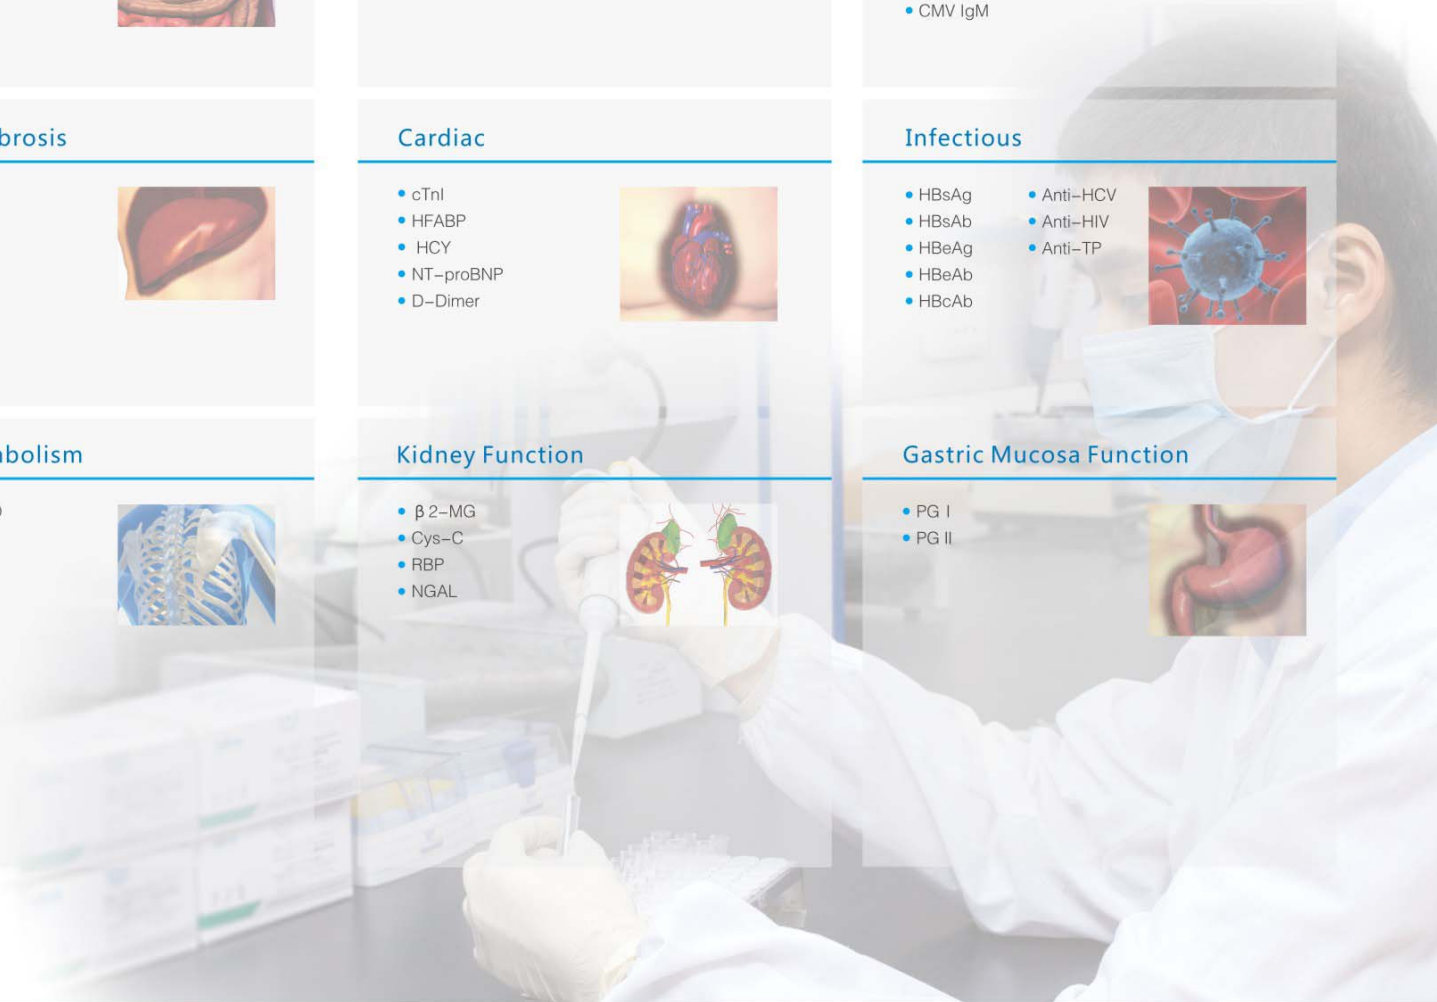 CMV IgM
brosis
Cardiac
cTnI
HFABP
HCY
NT-proBNP
D-Dimer
Infectious
HBsAg
HBsAb
HBeAg
HBeAb
HBcAb
Anti-HCV
Anti-HIV
Anti-TP
abolism
Kidney Function
β2-MG
Cys-C
RBP
NGAL
Gastric Mucosa Function
PG I
PG II